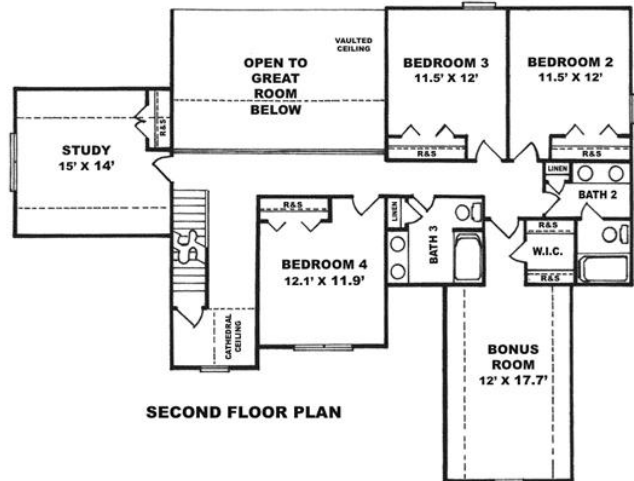 VAULTED
CEILING
OPEN TO
GREAT
ROOM
BELOW
BEDROOM 3
11.5' X 12'
BEDROOM 2
11.5' X 12'
R&S
STUDY
15' X 14'
R&S
R&S
LINEN
BATH 2
R&S
LINEN
BATH 3
R&S
W.I.C.
R&S
BEDROOM 4
12.1' X 11.9'
CATHEDRAL
CEILING
BONUS
ROOM
12' X 17.7'
SECOND FLOOR PLAN